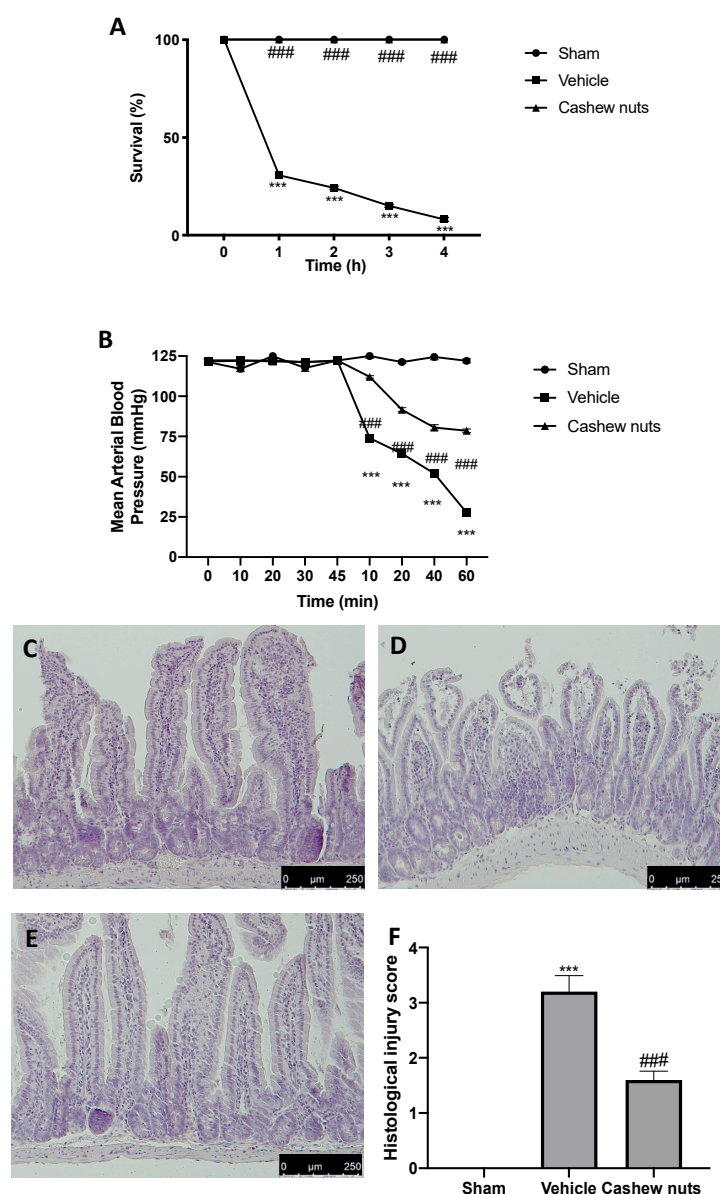 A
Survival (%)
100
50
0
### ### ### ###
*** *** *** ***
0 1 2 3 4
Time (h)
Sham
Vehicle
Cashew nuts
B
Mean Arterial Blood
Pressure (mmHg)
125
100
75
50
25
0
### ### ### ###
*** *** *** ***
0 10 20 30 45 10 20 40 60
Time (min)
Sham
Vehicle
Cashew nuts
C
0 µm 250
D
0 µm 25
E
0 µm 250
F
Histological injury score
4
3
2
1
0
***
###
Sham Vehicle Cashew nuts